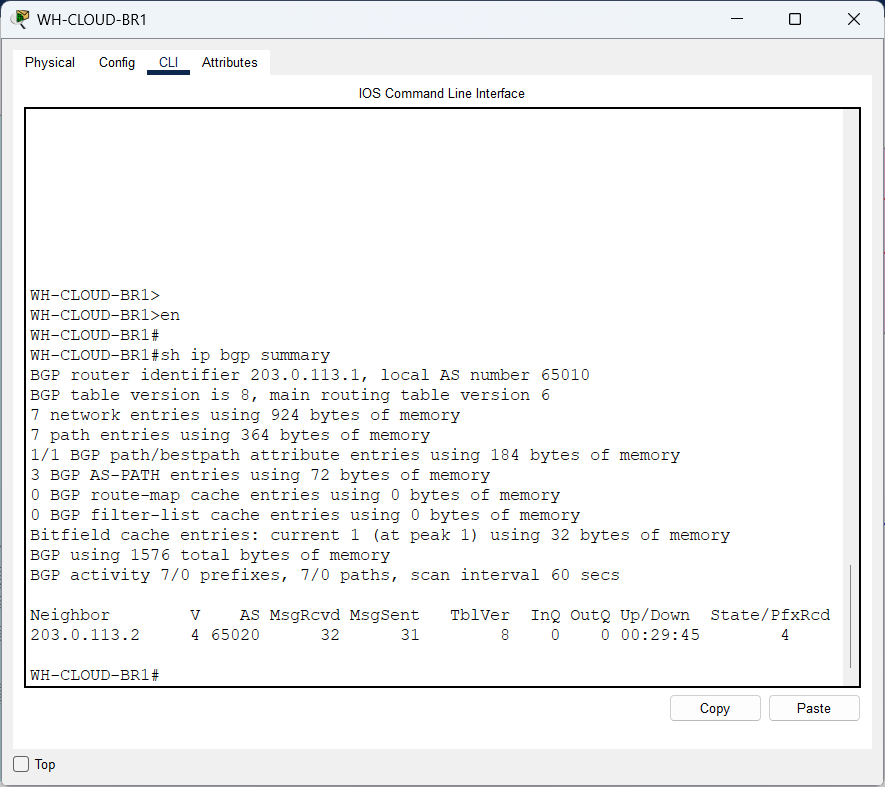 WH-CLOUD-BR1
Physical Config CLI Attributes
IOS Command Line Interface
WH-CLOUD-BR1>
WH-CLOUD-BR1>en
WH-CLOUD-BR1#
WH-CLOUD-BR1#sh ip bgp summary
BGP router identifier 203.0.113.1, local AS number 65010
BGP table version is 8, main routing table version 6
7 network entries using 924 bytes of memory
7 path entries using 364 bytes of memory
1/1 BGP path/bestpath attribute entries using 184 bytes of memory
3 BGP AS-PATH entries using 72 bytes of memory
0 BGP route-map cache entries using 0 bytes of memory
0 BGP filter-list cache entries using 0 bytes of memory
Bitfield cache entries: current 1 (at peak 1) using 32 bytes of memory
BGP using 1576 total bytes of memory
BGP activity 7/0 prefixes, 7/0 paths, scan interval 60 secs
Neighbor        V    AS MsgRcvd MsgSent   TblVer  InQ OutQ Up/Down  State/PfxRcd
203.0.113.2     4 65020      32      31        8    0    0 00:29:45        4
WH-CLOUD-BR1#
Copy Paste
Top